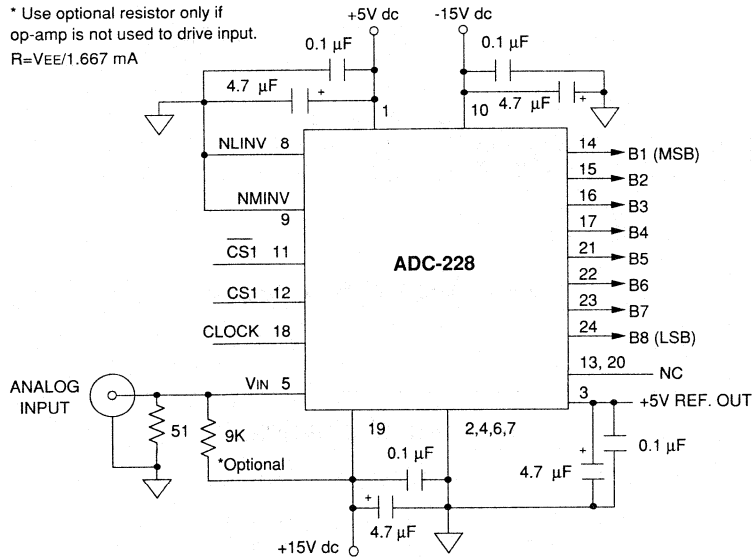 * Use optional resistor only if
op-amp is not used to drive input.
R=VEE/1.667 mA
+5V dc
-15V dc
0.1 µF
0.1 µF
4.7 µF
+
4.7 µF
+
1
10
NLINV 8
NMINV
9
CS1 11
CS1 12
CLOCK 18
VIN 5
ADC-228
14
B1 (MSB)
15
B2
16
B3
17
B4
21
B5
22
B6
23
B7
24
B8 (LSB)
13, 20
NC
3
+5V REF. OUT
ANALOG
INPUT
51
9K
*Optional
19
2,4,6,7
0.1 µF
+
4.7 µF
+15V dc
+
4.7 µF
0.1 µF